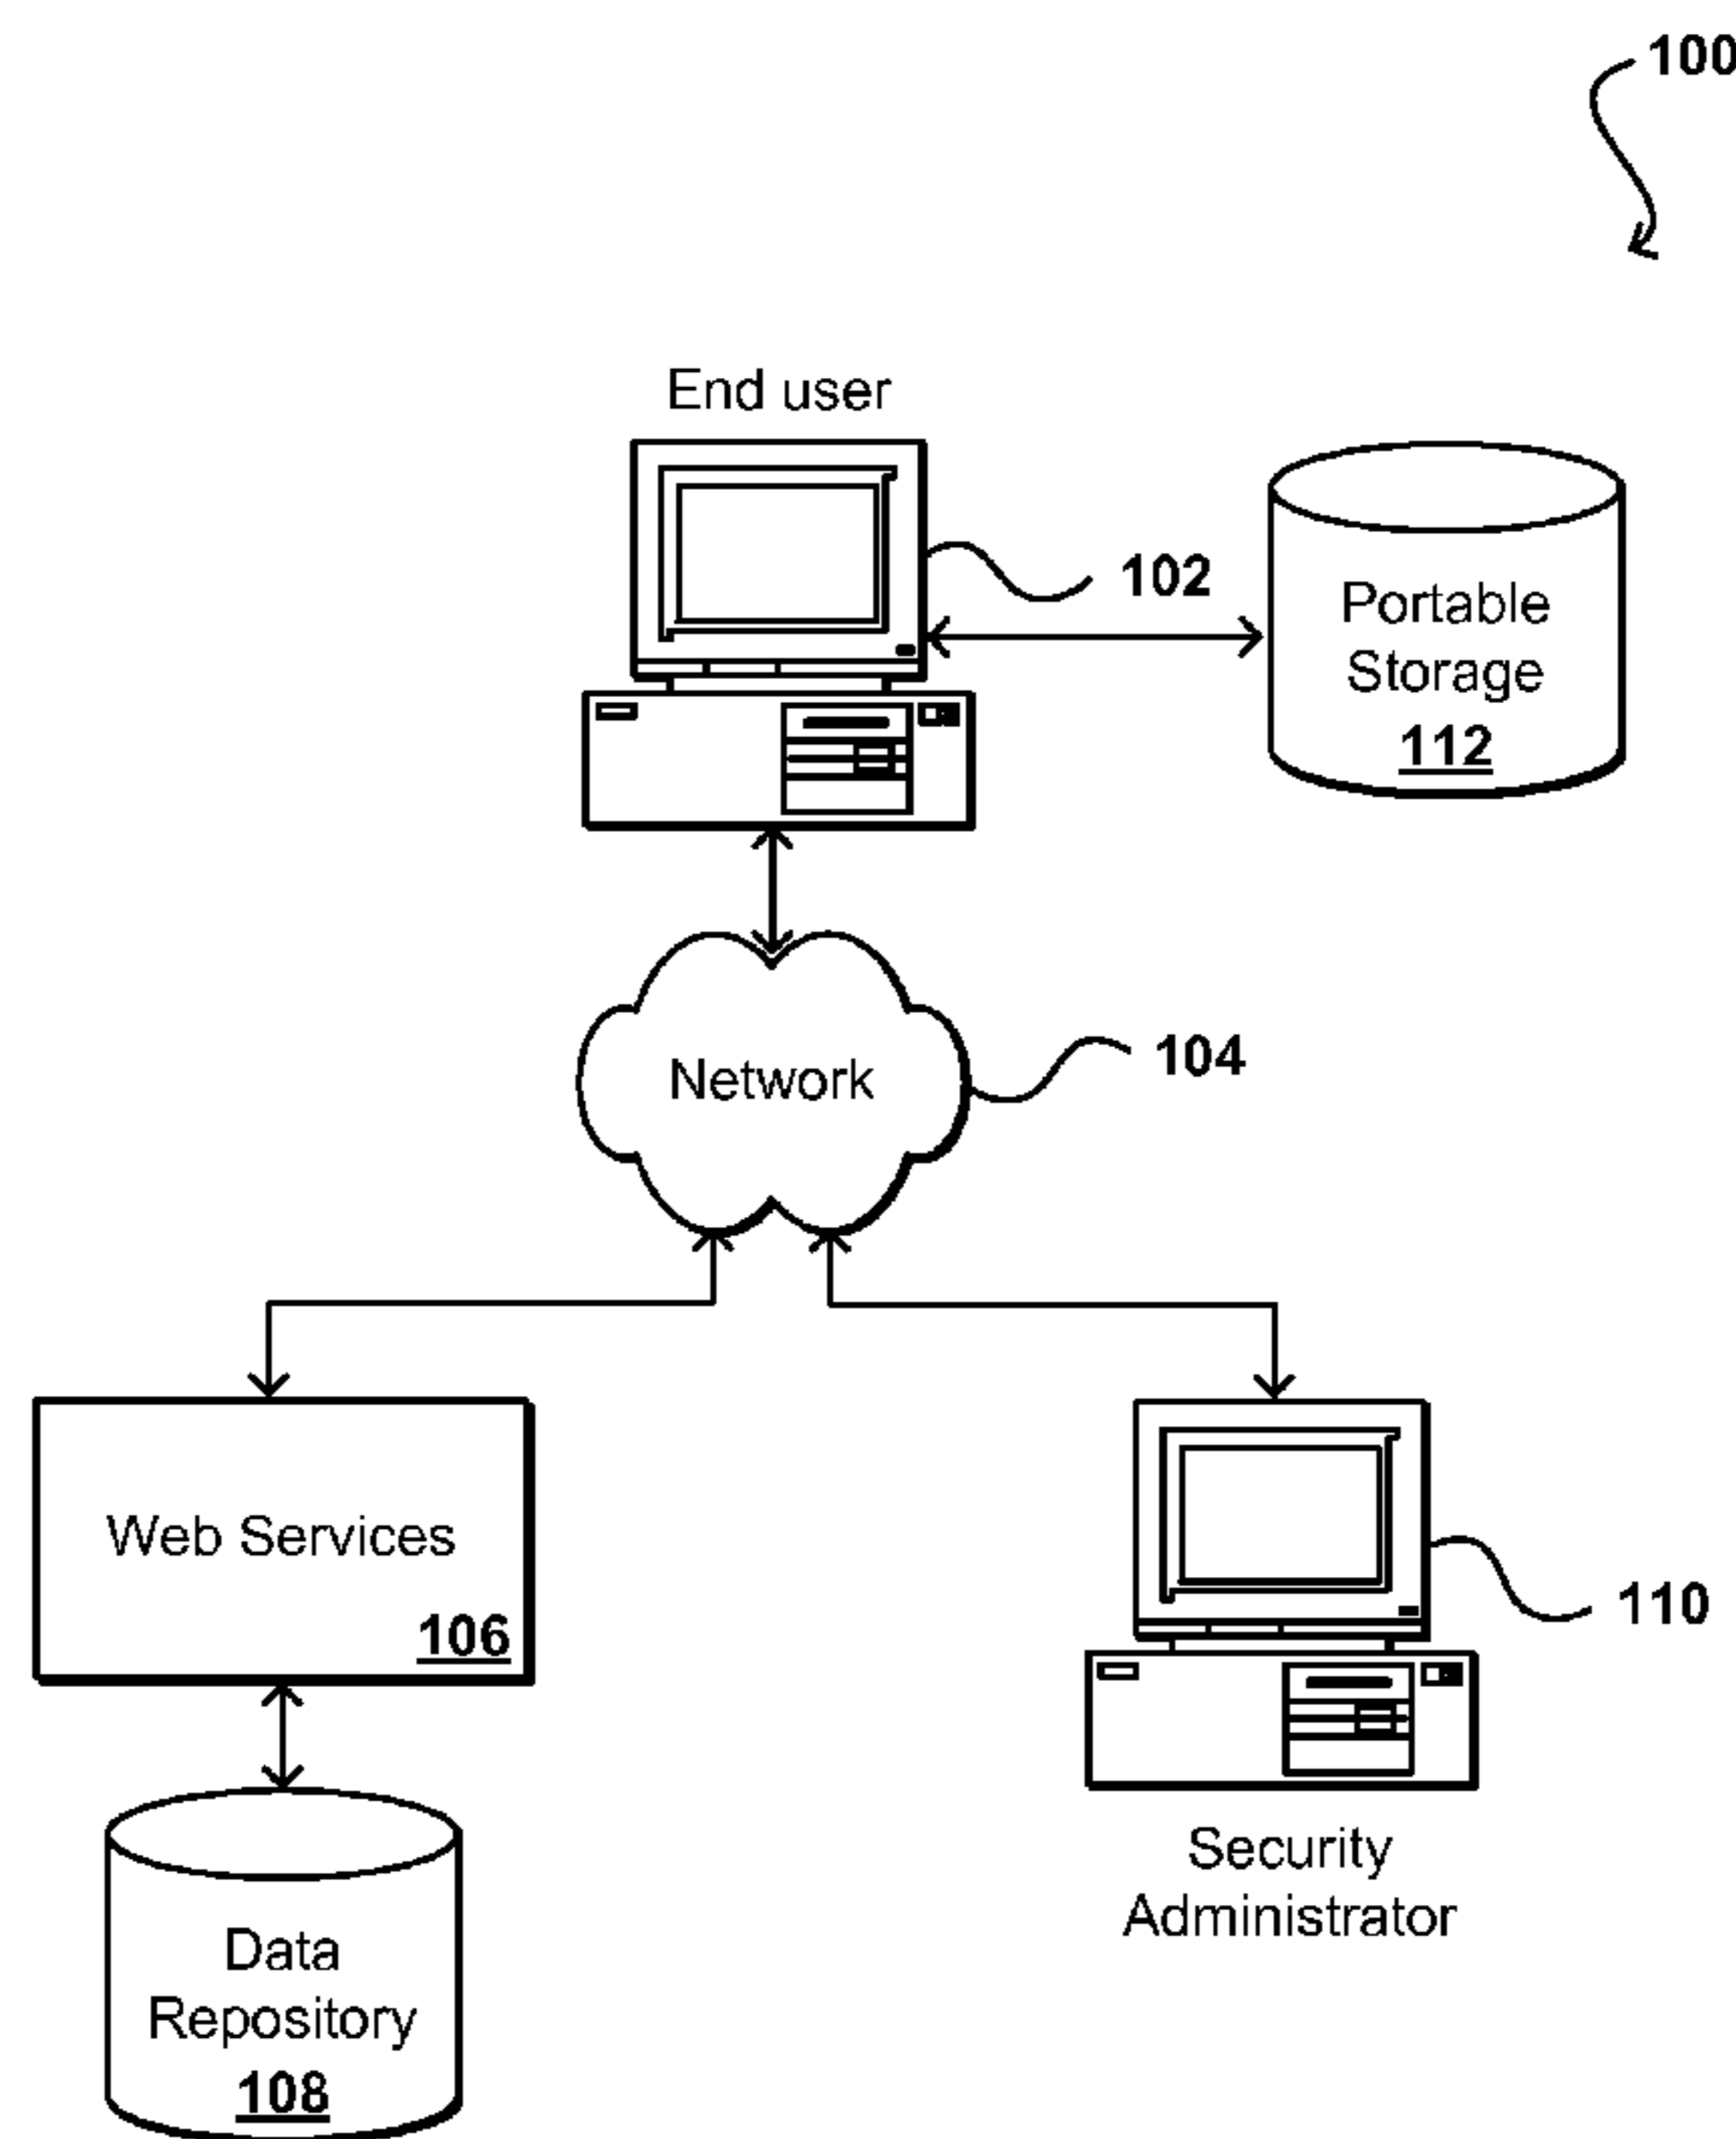 100
End user
102
Portable
Storage
112
Network
104
Web Services
106
110
Security
Administrator
Data
Repository
108